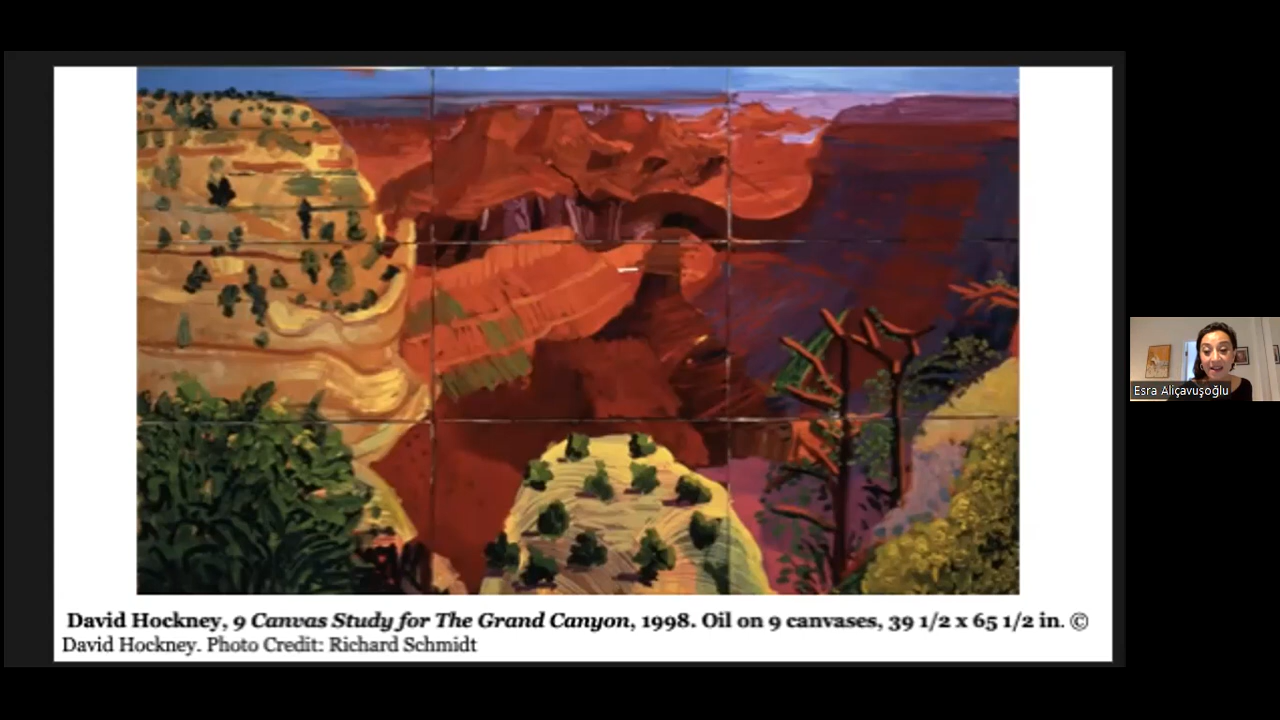 David Hockney, 9 Canvas Study for The Grand Canyon, 1998. Oil on 9 canvases, 39 1/2 x 65 1/2 in. ©
David Hockney. Photo Credit: Richard Schmidt
Esra Aliçavuşoğlu